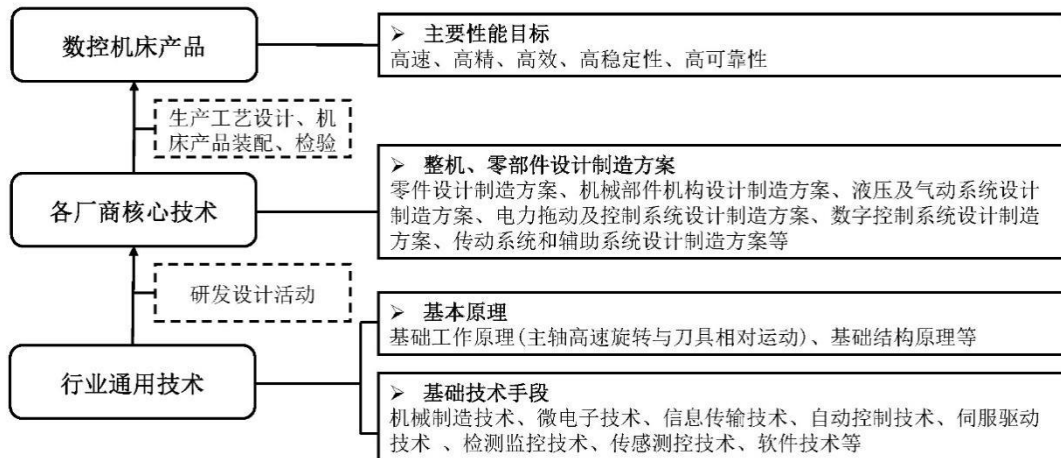 数控机床产品
➢ 主要性能目标
高速、高精、高效、高稳定性、高可靠性
生产工艺设计、机
床产品装配、检验
各厂商核心技术
➢ 整机、零部件设计制造方案
零件设计制造方案、机械部件机构设计制造方案、液压及气动系统设计
制造方案、电力拖动及控制系统设计制造方案、数字控制系统设计制造
方案、传动系统和辅助系统设计制造方案等
研发设计活动
行业通用技术
➢ 基本原理
基础工作原理(主轴高速旋转与刀具相对运动)、基础结构原理等
➢ 基础技术手段
机械制造技术、微电子技术、信息传输技术、自动控制技术、伺服驱动
技术 、检测监控技术、传感测控技术、软件技术等